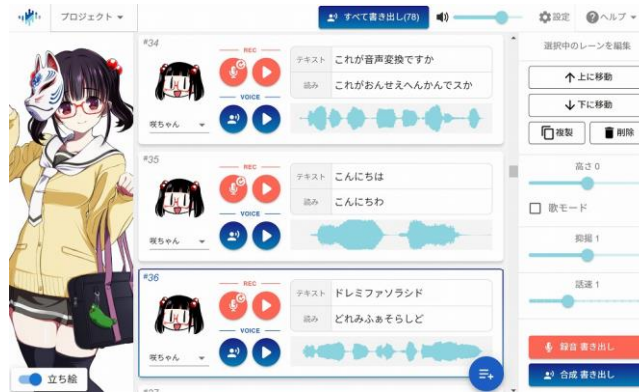 プロジェクト
すべて書き出し(78)
設定
ヘルプ
#34
REC
テキスト これが音声変換ですか
読み これがおんせえへんかんでスか
VOICE
咲ちゃん
#35
REC
テキスト こんにちは
読み こんにちわ
VOICE
咲ちゃん
#36
REC
テキスト ドレミファソラシド
読み どれみふぁそらしど
VOICE
咲ちゃん
#37
立ち絵
選択中のレーンを編集
上に移動
下に移動
複製
削除
高さ 0
歌モード
抑揚 1
話速 1
録音 書き出し
合成 書き出し